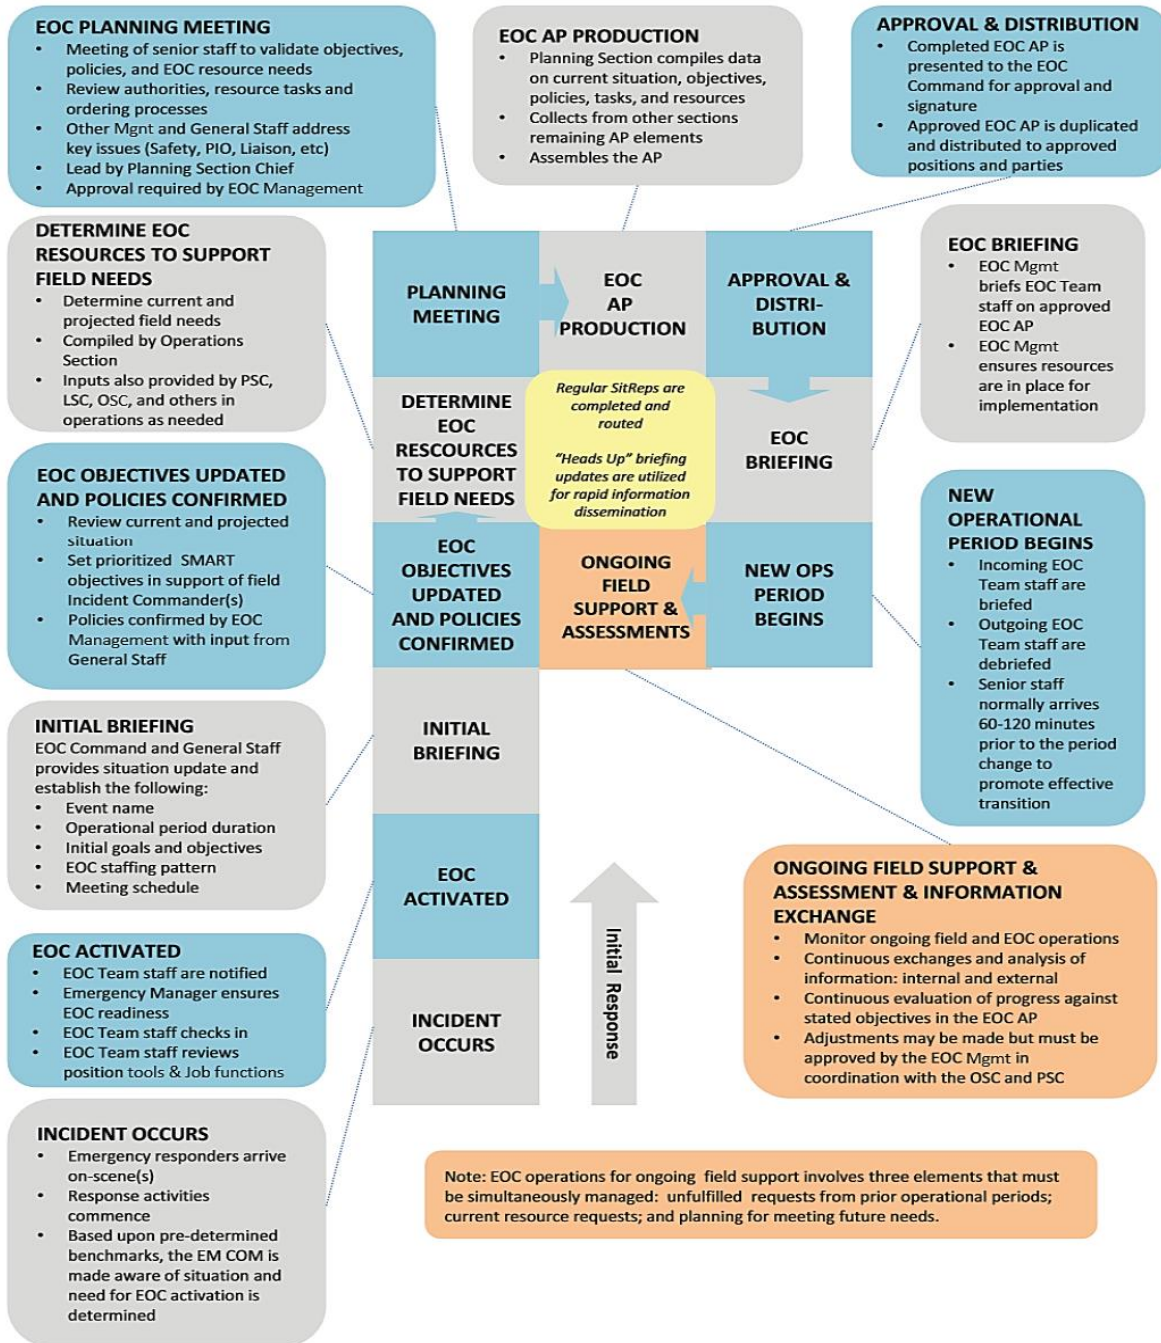 EOC PLANNING MEETING
• Meeting of senior staff to validate objectives,
policies, and EOC resource needs
• Review authorities, resource tasks and
ordering processes
• Other Mgnt and General Staff address
key issues (Safety, PIO, Liaison, etc)
• Lead by Planning Section Chief
• Approval required by EOC Management
EOC AP PRODUCTION
• Planning Section compiles data
on current situation, objectives,
policies, tasks, and resources
• Collects from other sections
remaining AP elements
• Assembles the AP
APPROVAL & DISTRIBUTION
• Completed EOC AP is
presented to the EOC
Command for approval and
signature
• Approved EOC AP is duplicated
and distributed to approved
positions and parties
DETERMINE EOC
RESOURCES TO SUPPORT
FIELD NEEDS
• Determine current and
projected field needs
• Compiled by Operations
Section
• Inputs also provided by PSC,
LSC, OSC, and others in
operations as needed
EOC OBJECTIVES UPDATED
AND POLICIES CONFIRMED
• Review current and projected
situation
• Set prioritized SMART
objectives in support of field
Incident Commander(s)
• Policies confirmed by EOC
Management with input from
General Staff
INITIAL BRIEFING
EOC Command and General Staff
provides situation update and
establish the following:
• Event name
• Operational period duration
• Initial goals and objectives
• EOC staffing pattern
• Meeting schedule
EOC ACTIVATED
• EOC Team staff are notified
• Emergency Manager ensures
EOC readiness
• EOC Team staff checks in
• EOC Team staff reviews
position tools & Job functions
INCIDENT OCCURS
• Emergency responders arrive
on-scene(s)
• Response activities
commence
• Based upon pre-determined
benchmarks, the EM COM is
made aware of situation and
need for EOC activation is
determined
PLANNING
MEETING
EOC
AP
PRODUCTION
APPROVAL &
DISTRI-
BUTION
DETERMINE
EOC
RESCOURCES
TO SUPPORT
FIELD NEEDS
Regular SitReps are
completed and
routed
"Heads Up" briefing
updates are utilized
for rapid information
dissemination
EOC
BRIEFING
EOC
OBJECTIVES
UPDATED
AND POLICIES
CONFIRMED
ONGOING
FIELD
SUPPORT &
ASSESSMENTS
NEW OPS
PERIOD
BEGINS
INITIAL
BRIEFING
EOC
ACTIVATED
INCIDENT
OCCURS
Initial Response
EOC BRIEFING
• EOC Mgmt
briefs EOC Team
staff on approved
EOC AP
• EOC Mgmt
ensures resources
are in place for
implementation
NEW
OPERATIONAL
PERIOD BEGINS
• Incoming EOC
Team staff are
briefed
• Outgoing EOC
Team staff are
debriefed
• Senior staff
normally arrives
60-120 minutes
prior to the period
change to
promote effective
transition
ONGOING FIELD SUPPORT &
ASSESSMENT & INFORMATION
EXCHANGE
• Monitor ongoing field and EOC operations
• Continuous exchanges and analysis of
information: internal and external
• Continuous evaluation of progress against
stated objectives in the EOC AP
• Adjustments may be made but must be
approved by the EOC Mgmt in
coordination with the OSC and PSC
Note: EOC operations for ongoing field support involves three elements that must
be simultaneously managed: unfulfilled requests from prior operational periods;
current resource requests; and planning for meeting future needs.